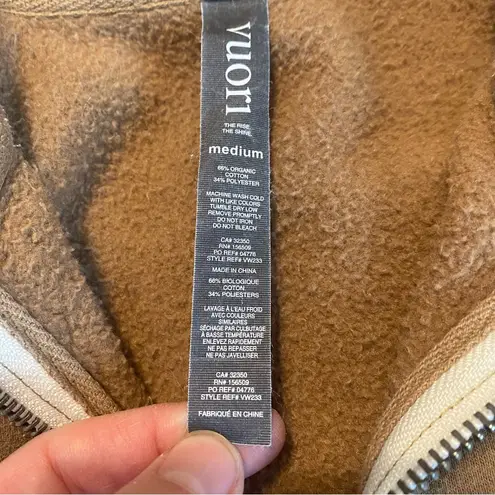 vuori
THE RISE.
THE SHINE.
medium
66% ORGANIC
COTTON
34% POLYESTER
MACHINE WASH COLD
WITH LIKE COLORS
TUMBLE DRY LOW
REMOVE PROMPTLY
DO NOT IRON
DO NOT BLEACH
CA# 32350
RN# 156509
PO REF# 04776
STYLE REF# VW233
MADE IN CHINA
66% BIOLOGIQUE
COTON
34% POLIESTERS
LAVAGE À L'EAU FROID
AVEC COULEURS
SIMILAIRES
SÉCHAGE PAR CULBUTAGE
À BASSE TEMPÉRTURE
ENLEVEZ RAPIDEMENT
NE PAS REPASSER
NE PAS JAVELLISER
CA# 32350
RN# 156509
PO REF# 04776
STYLE REF# VW233
FABRIQUÉ EN CHINE